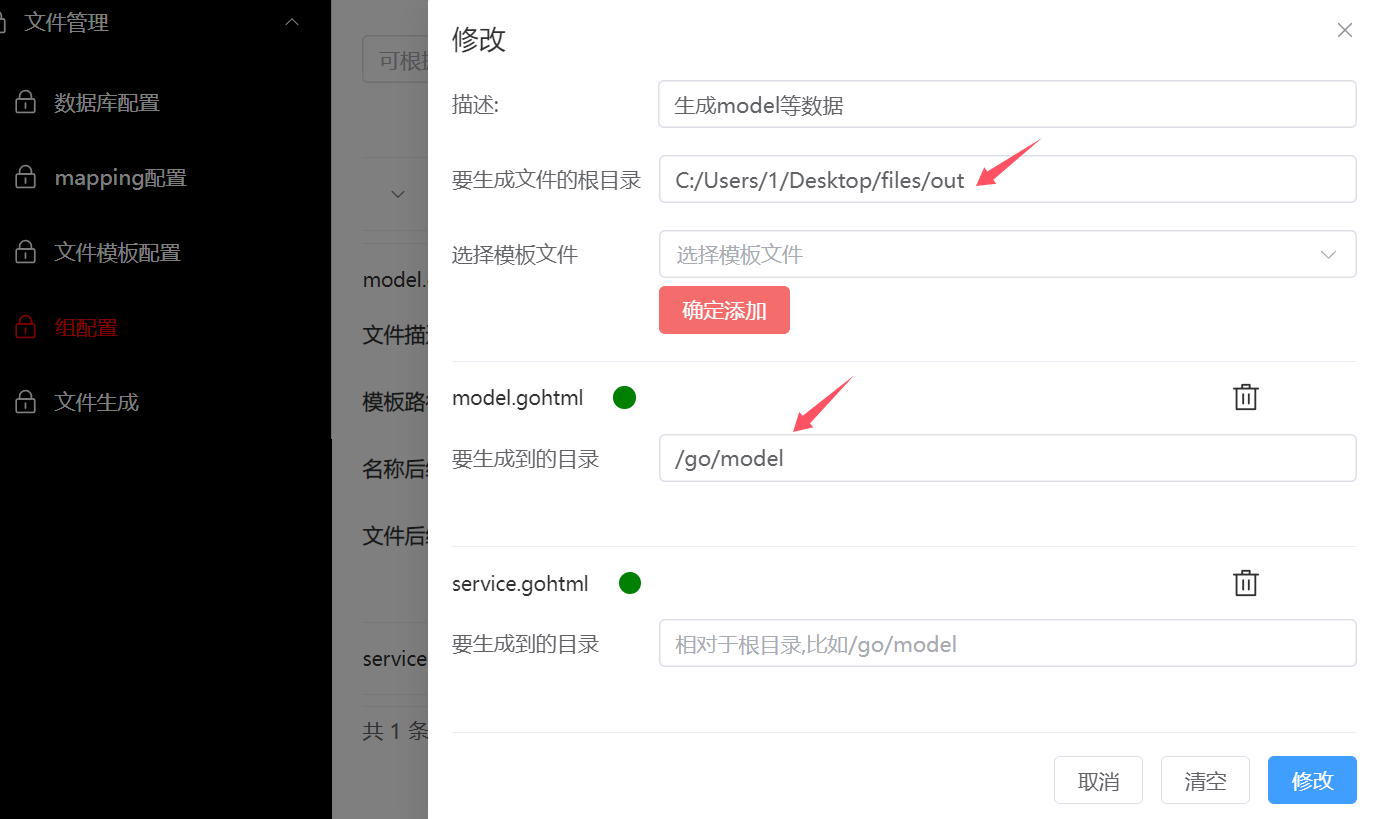 文件管理
数据库配置
mapping配置
文件模板配置
组配置
文件生成
可根据
model.
文件描述
模板路径
名称后缀
文件后缀
service
共 1 条
修改
描述:
生成model等数据
要生成文件的根目录
C:/Users/1/Desktop/files/out
选择模板文件
选择模板文件
确定添加
model.gohtml
要生成到的目录
/go/model
service.gohtml
要生成到的目录
相对于根目录,比如/go/model
取消
清空
修改